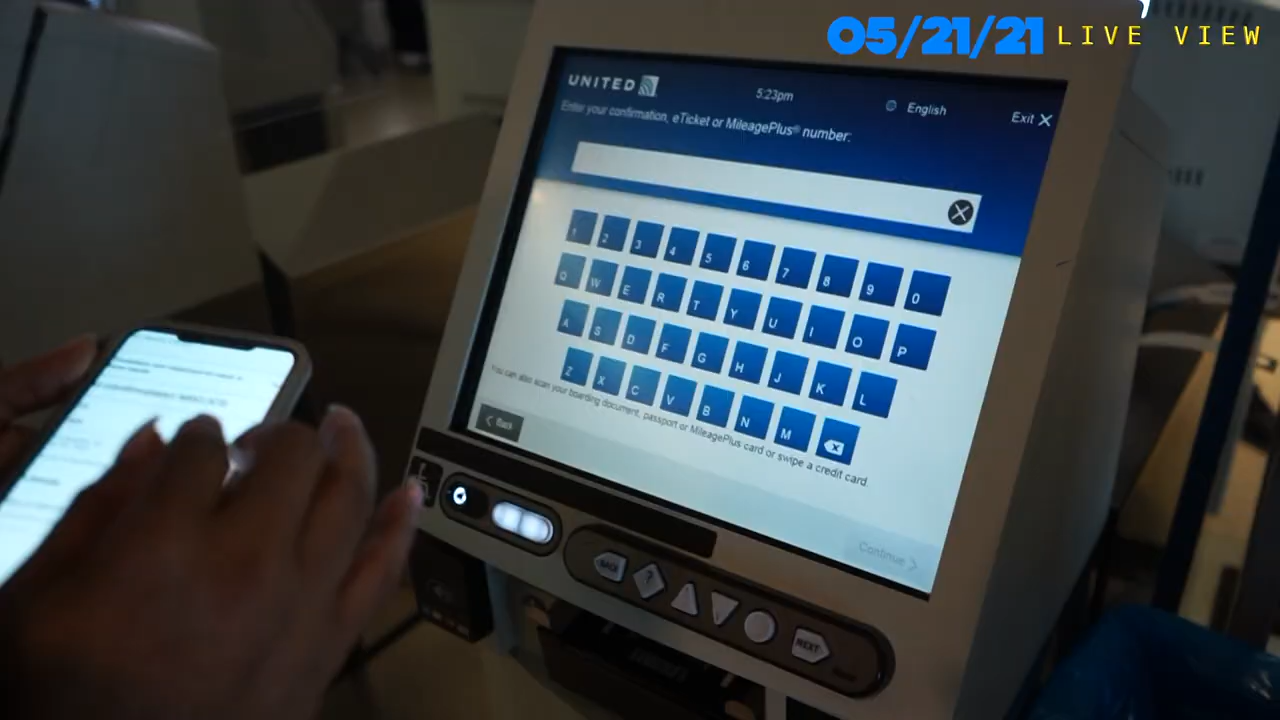 05/21/21 LIVE VIEW
UNITED
5:23pm
English
Exit X
Enter your confirmation, eTicket or MileagePlus® number:
1 2 3 4 5 6 7 8 9 0
Q W E R T Y U I O P
A S D F G H J K L
Z X C V B N M
You can also scan your boarding document, passport or MileagePlus card or swipe a credit card.
< Back
Continue >
BACK ? NEXT